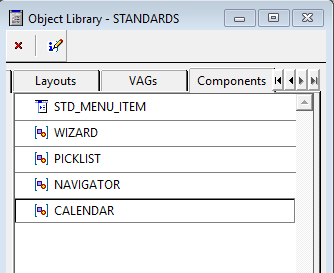 Object Library - STANDARDS
Layouts VAGs Components
STD_MENU_ITEM
WIZARD
PICKLIST
NAVIGATOR
CALENDAR